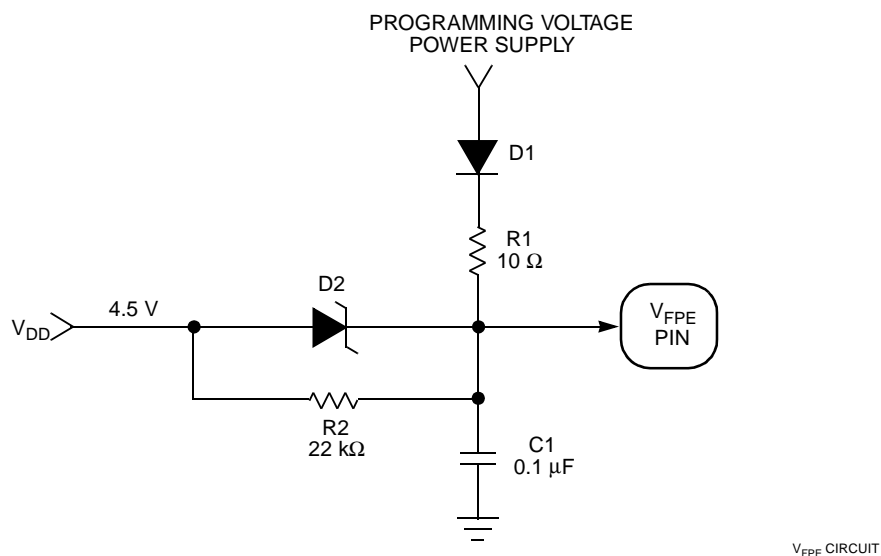 PROGRAMMING VOLTAGE
POWER SUPPLY
D1
R1
10 Ω
D2
4.5 V
VDD
VFPE
PIN
R2
22 kΩ
C1
0.1 μF
VFPE CIRCUIT